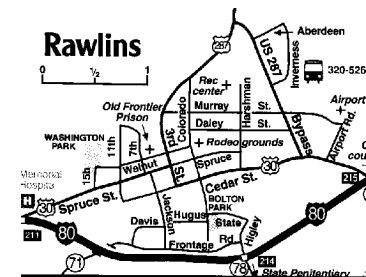 Rawlins
0 ½ 1
287
US 287
Bypass
Aberdeen
Inverness
320-526
Rec
center
Harshman
Colorado
Murray St.
Daley
Airport
Airport Rd.
Old Frontier
Prison
Rodeo grounds
WASHINGTON
PARK
15th
11th
7th
3rd St.
Walnut
Spruce
30
Cedar St.
215
Memorial
Hospital
H
30
Spruce St.
Jackson
BOLTON
PARK
211
80
Davis
Hugus
State
Rd.
Higley
80
Frontage
71
78
214
State Penitentiary